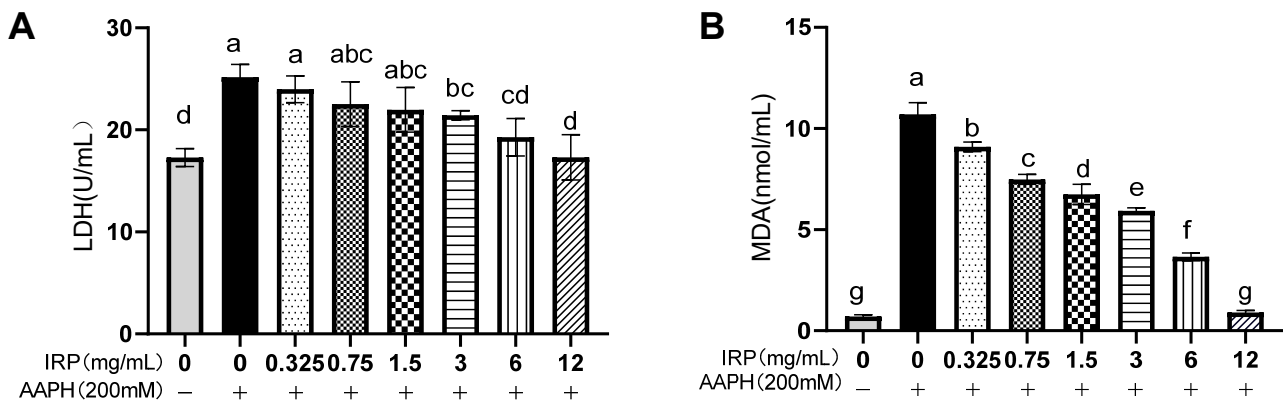 A
LDH(U/mL）
30
20
10
0
d
a
a
abc
abc
bc
cd
d
IRP（mg/mL） 0 0 0.325 0.75 1.5 3 6 12
AAPH（200mM） − + + + + + + +
B
MDA(nmol/mL)
15
10
5
0
g
a
b
c
d
e
f
g
IRP（mg/mL） 0 0 0.325 0.75 1.5 3 6 12
AAPH（200mM） − + + + + + + +